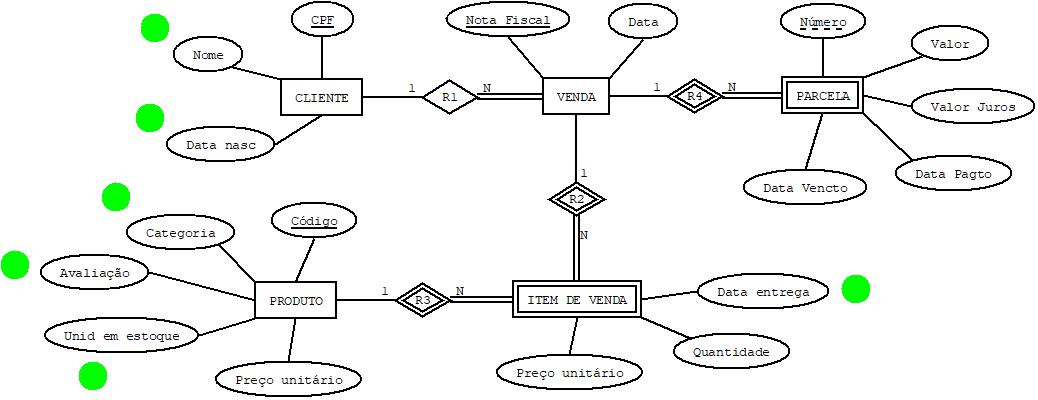 CPF
Nota Fiscal
Data
Número
Nome
Valor
CLIENTE
1
R1
N
VENDA
1
R4
N
PARCELA
Valor Juros
Data nasc
Data Pagto
Data Vencto
1
R2
N
Categoria
Código
Avaliação
PRODUTO
1
R3
N
ITEM DE VENDA
Data entrega
Unid em estoque
Quantidade
Preço unitário
Preço unitário